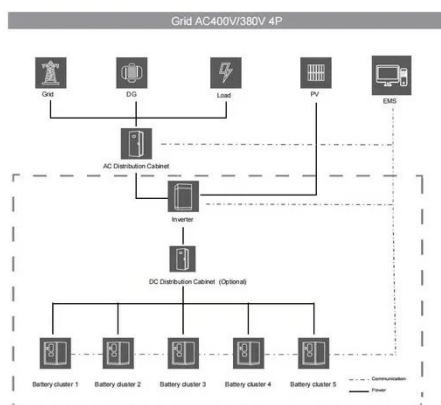 Grid AC400V/380V 4P
Grid
DG
Load
PV
EMS
AC Distribution Cabinet
Inverter
DC Distribution Cabinet (Optional)
Battery cluster 1
Battery cluster 2
Battery cluster 3
Battery cluster 4
Battery cluster 5
Communication
Power